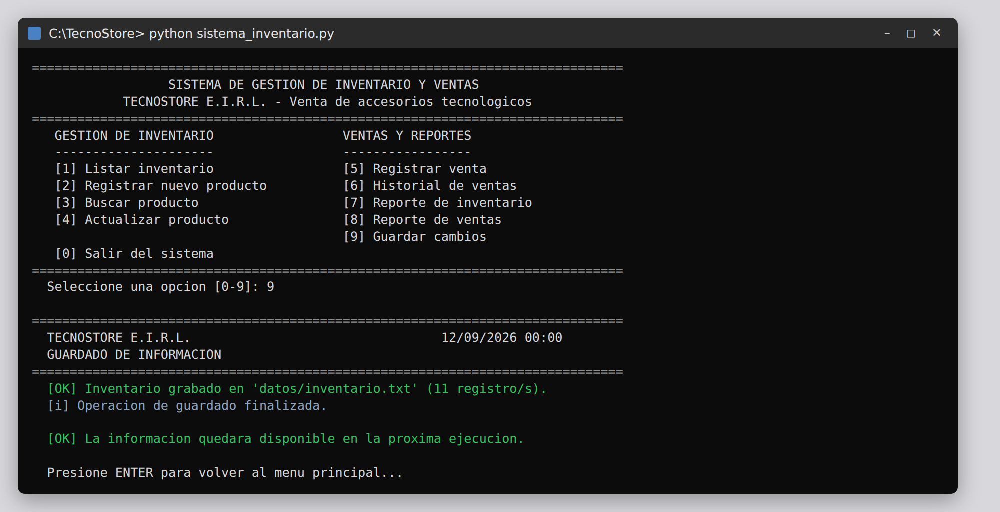 C:\TecnoStore> python sistema_inventario.py
==============================================================================
SISTEMA DE GESTION DE INVENTARIO Y VENTAS
TECNOSTORE E.I.R.L. - Venta de accesorios tecnologicos
==============================================================================
GESTION DE INVENTARIO                 VENTAS Y REPORTES
---------------------                 -----------------
[1] Listar inventario                 [5] Registrar venta
[2] Registrar nuevo producto          [6] Historial de ventas
[3] Buscar producto                   [7] Reporte de inventario
[4] Actualizar producto               [8] Reporte de ventas
[9] Guardar cambios
[0] Salir del sistema
==============================================================================
Seleccione una opcion [0-9]: 9
==============================================================================
TECNOSTORE E.I.R.L.                                 12/09/2026 00:00
GUARDADO DE INFORMACION
==============================================================================
[OK] Inventario grabado en 'datos/inventario.txt' (11 registro/s).
[i] Operacion de guardado finalizada.
[OK] La informacion quedara disponible en la proxima ejecucion.
Presione ENTER para volver al menu principal...